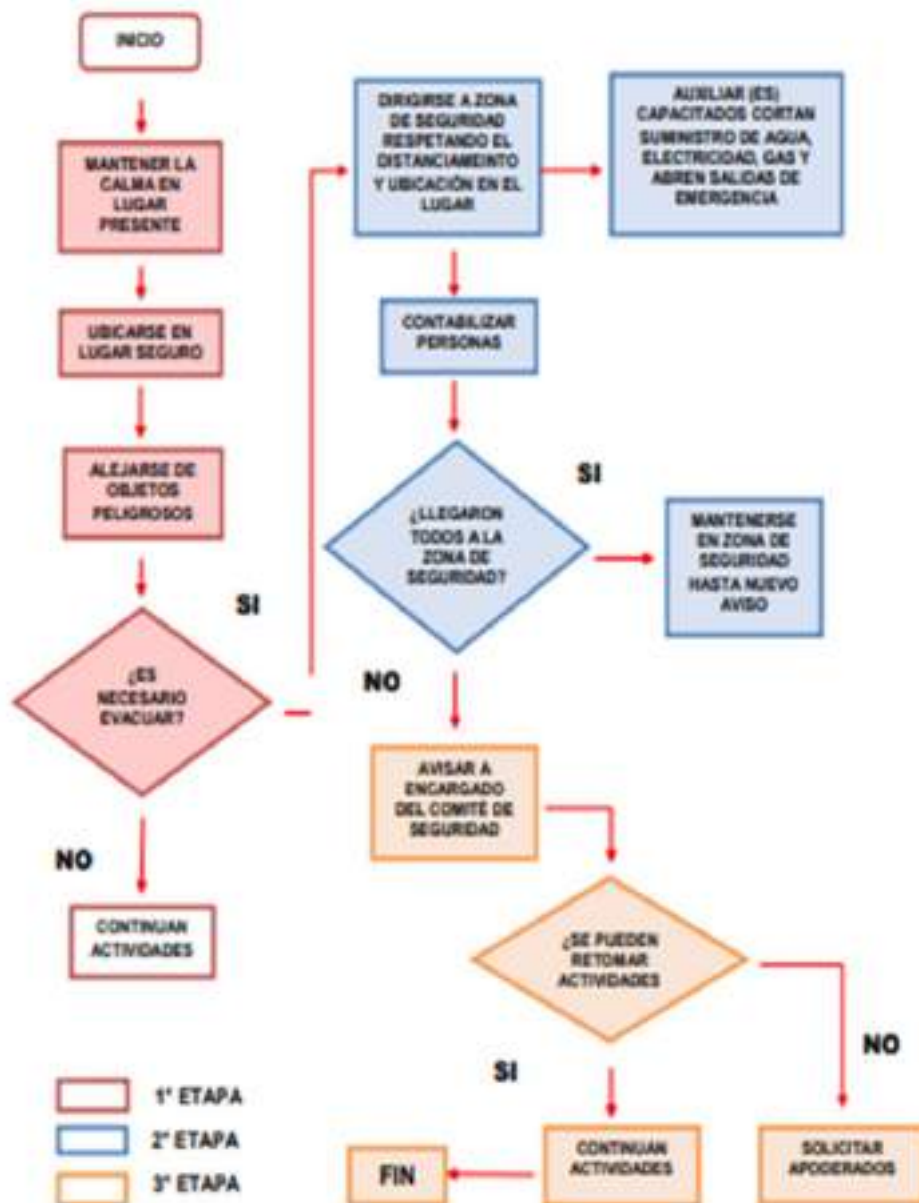 INICIO
MANTENER LA
CALMA EN
LUGAR
PRESENTE
UBICARSE EN
LUGAR SEGURO
ALEJARSE DE
OBJETOS
PELIGROSOS
SI
¿ES
NECESARIO
EVACUAR?
NO
CONTINUAN
ACTIVIDADES
DIRIGIRSE A ZONA
DE SEGURIDAD
RESPETANDO EL
DISTANCIAMEINTO
Y UBICACIÓN EN EL
LUGAR
AUXILIAR (ES)
CAPACITADOS CORTAN
SUMINISTRO DE AGUA,
ELECTRICIDAD, GAS Y
ABREN SALIDAS DE
EMERGENCIA
CONTABILIZAR
PERSONAS
¿LLEGARON
TODOS A LA
ZONA DE
SEGURIDAD?
SI
MANTENERSE
EN ZONA DE
SEGURIDAD
HASTA NUEVO
AVISO
NO
AVISAR A
ENCARGADO
DEL COMITÉ DE
SEGURIDAD
¿SE PUEDEN
RETOMAR
ACTIVIDADES
SI
NO
CONTINUAN
ACTIVIDADES
FIN
SOLICITAR
APODERADOS
1° ETAPA
2° ETAPA
3° ETAPA